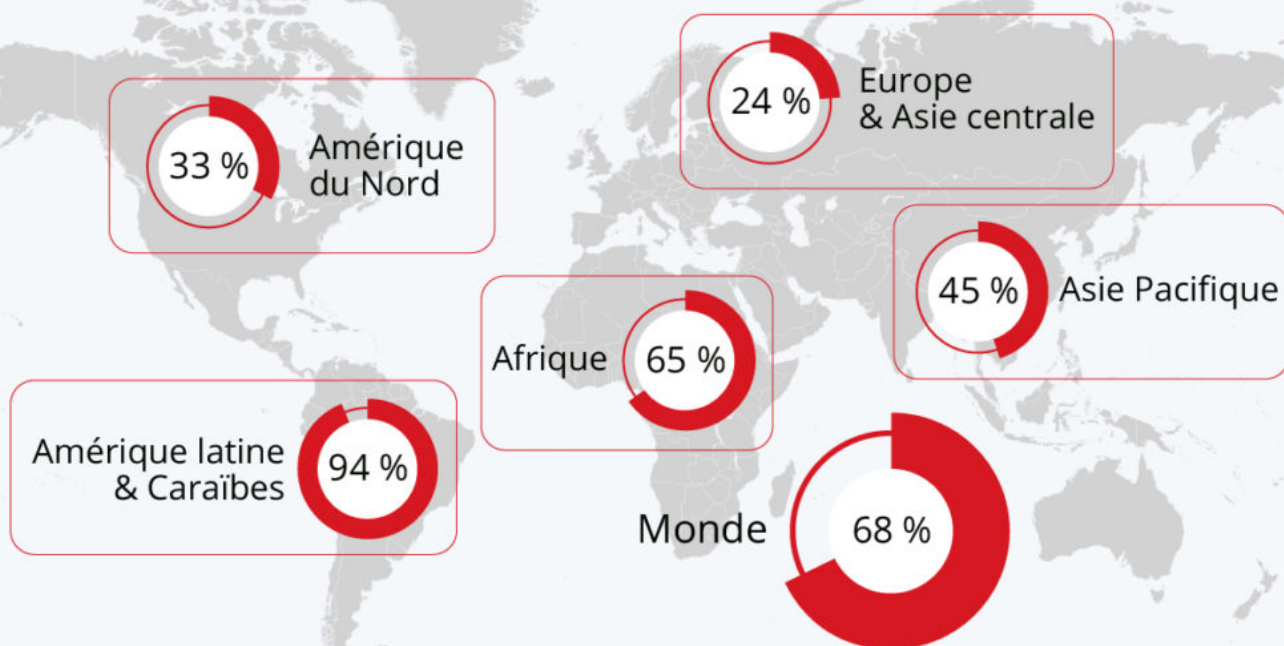 33 %
Amérique
du Nord
24 %
Europe
& Asie centrale
45 %
Asie Pacifique
Afrique
65 %
Amérique latine
& Caraïbes
94 %
Monde
68 %